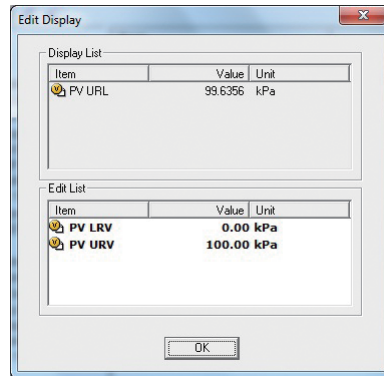 Edit Display
Display List
Item Value Unit
PV URL 99.6356 kPa
Edit List
Item Value Unit
PV LRV 0.00 kPa
PV URV 100.00 kPa
OK